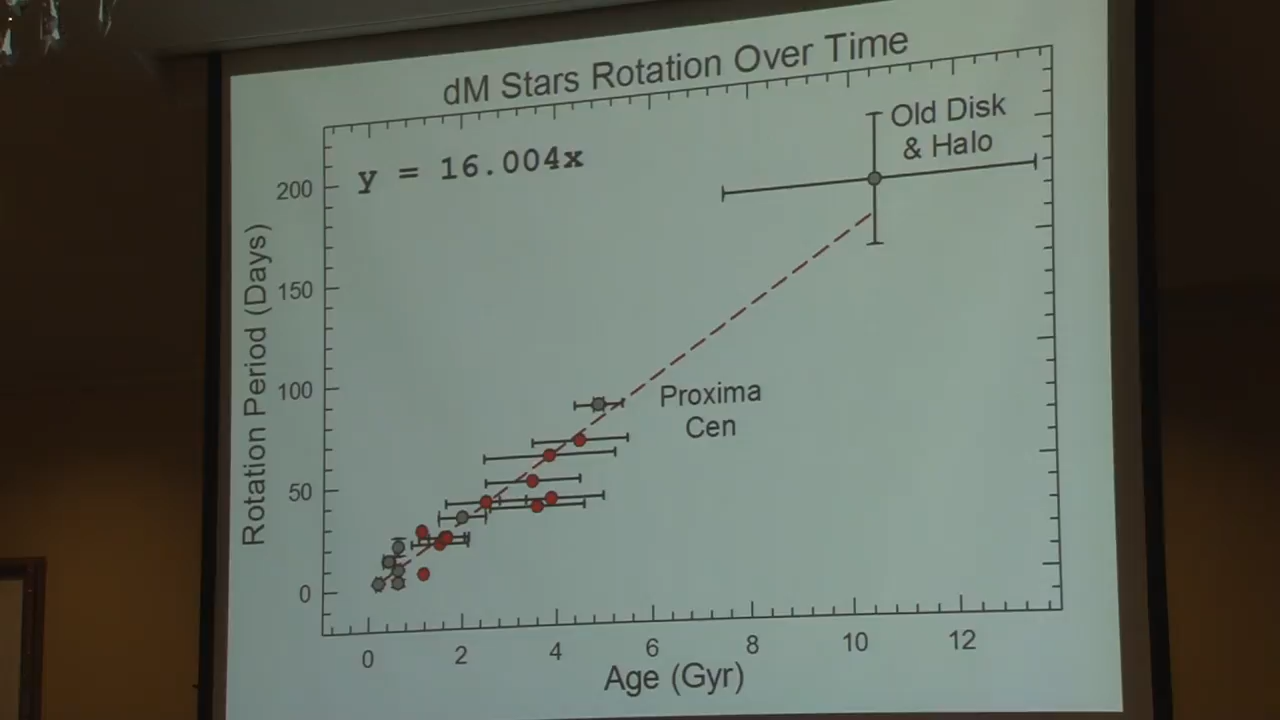 dM Stars Rotation Over Time
y = 16.004x
Old Disk
& Halo
Proxima
Cen
Rotation Period (Days)
200
150
100
50
0
0 2 4 6 8 10 12
Age (Gyr)